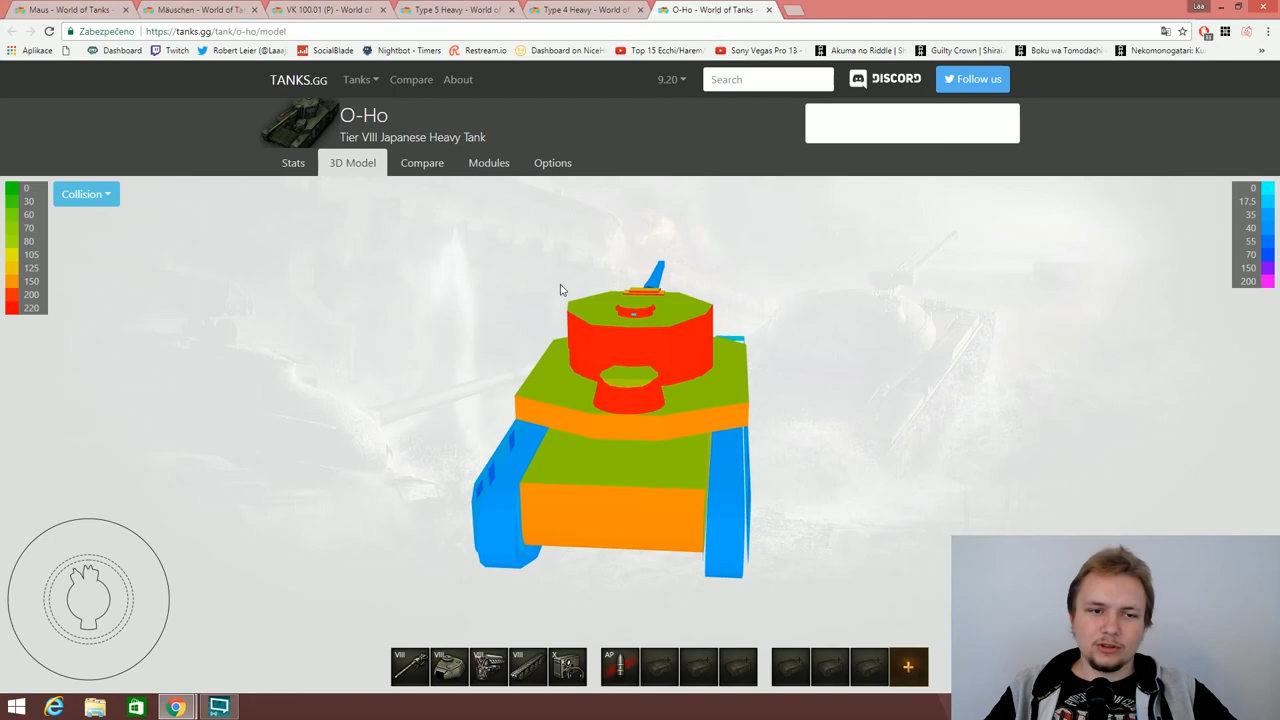 Maus - World of Tanks -
Mäuschen - World of Tan
VK 100.01 (P) - World of
Type 5 Heavy - World of
Type 4 Heavy - World of
O-Ho - World of Tanks -
Laa
Zabezpečeno
https://tanks.gg/tank/o-ho/model
Aplikace
Dashboard
Twitch
Robert Leier (@Laaj
SocialBlade
Nightbot - Timers
Restream.io
Dashboard on NiceH
Top 15 Ecchi/Harem/
Sony Vegas Pro 13 -
Akuma no Riddle | S
Guilty Crown | Shirai
Boku wa Tomodachi
Nekomonogatari: Ku
»
TANKS.GG
Tanks
Compare
About
9.20
Search
DISCORD
Follow us
O-Ho
Tier VIII Japanese Heavy Tank
Stats
3D Model
Compare
Modules
Options
Collision
0
30
60
70
80
105
125
150
200
220
0
17.5
35
40
55
70
150
200
VIII
VIII
VIII
VIII
X
AP